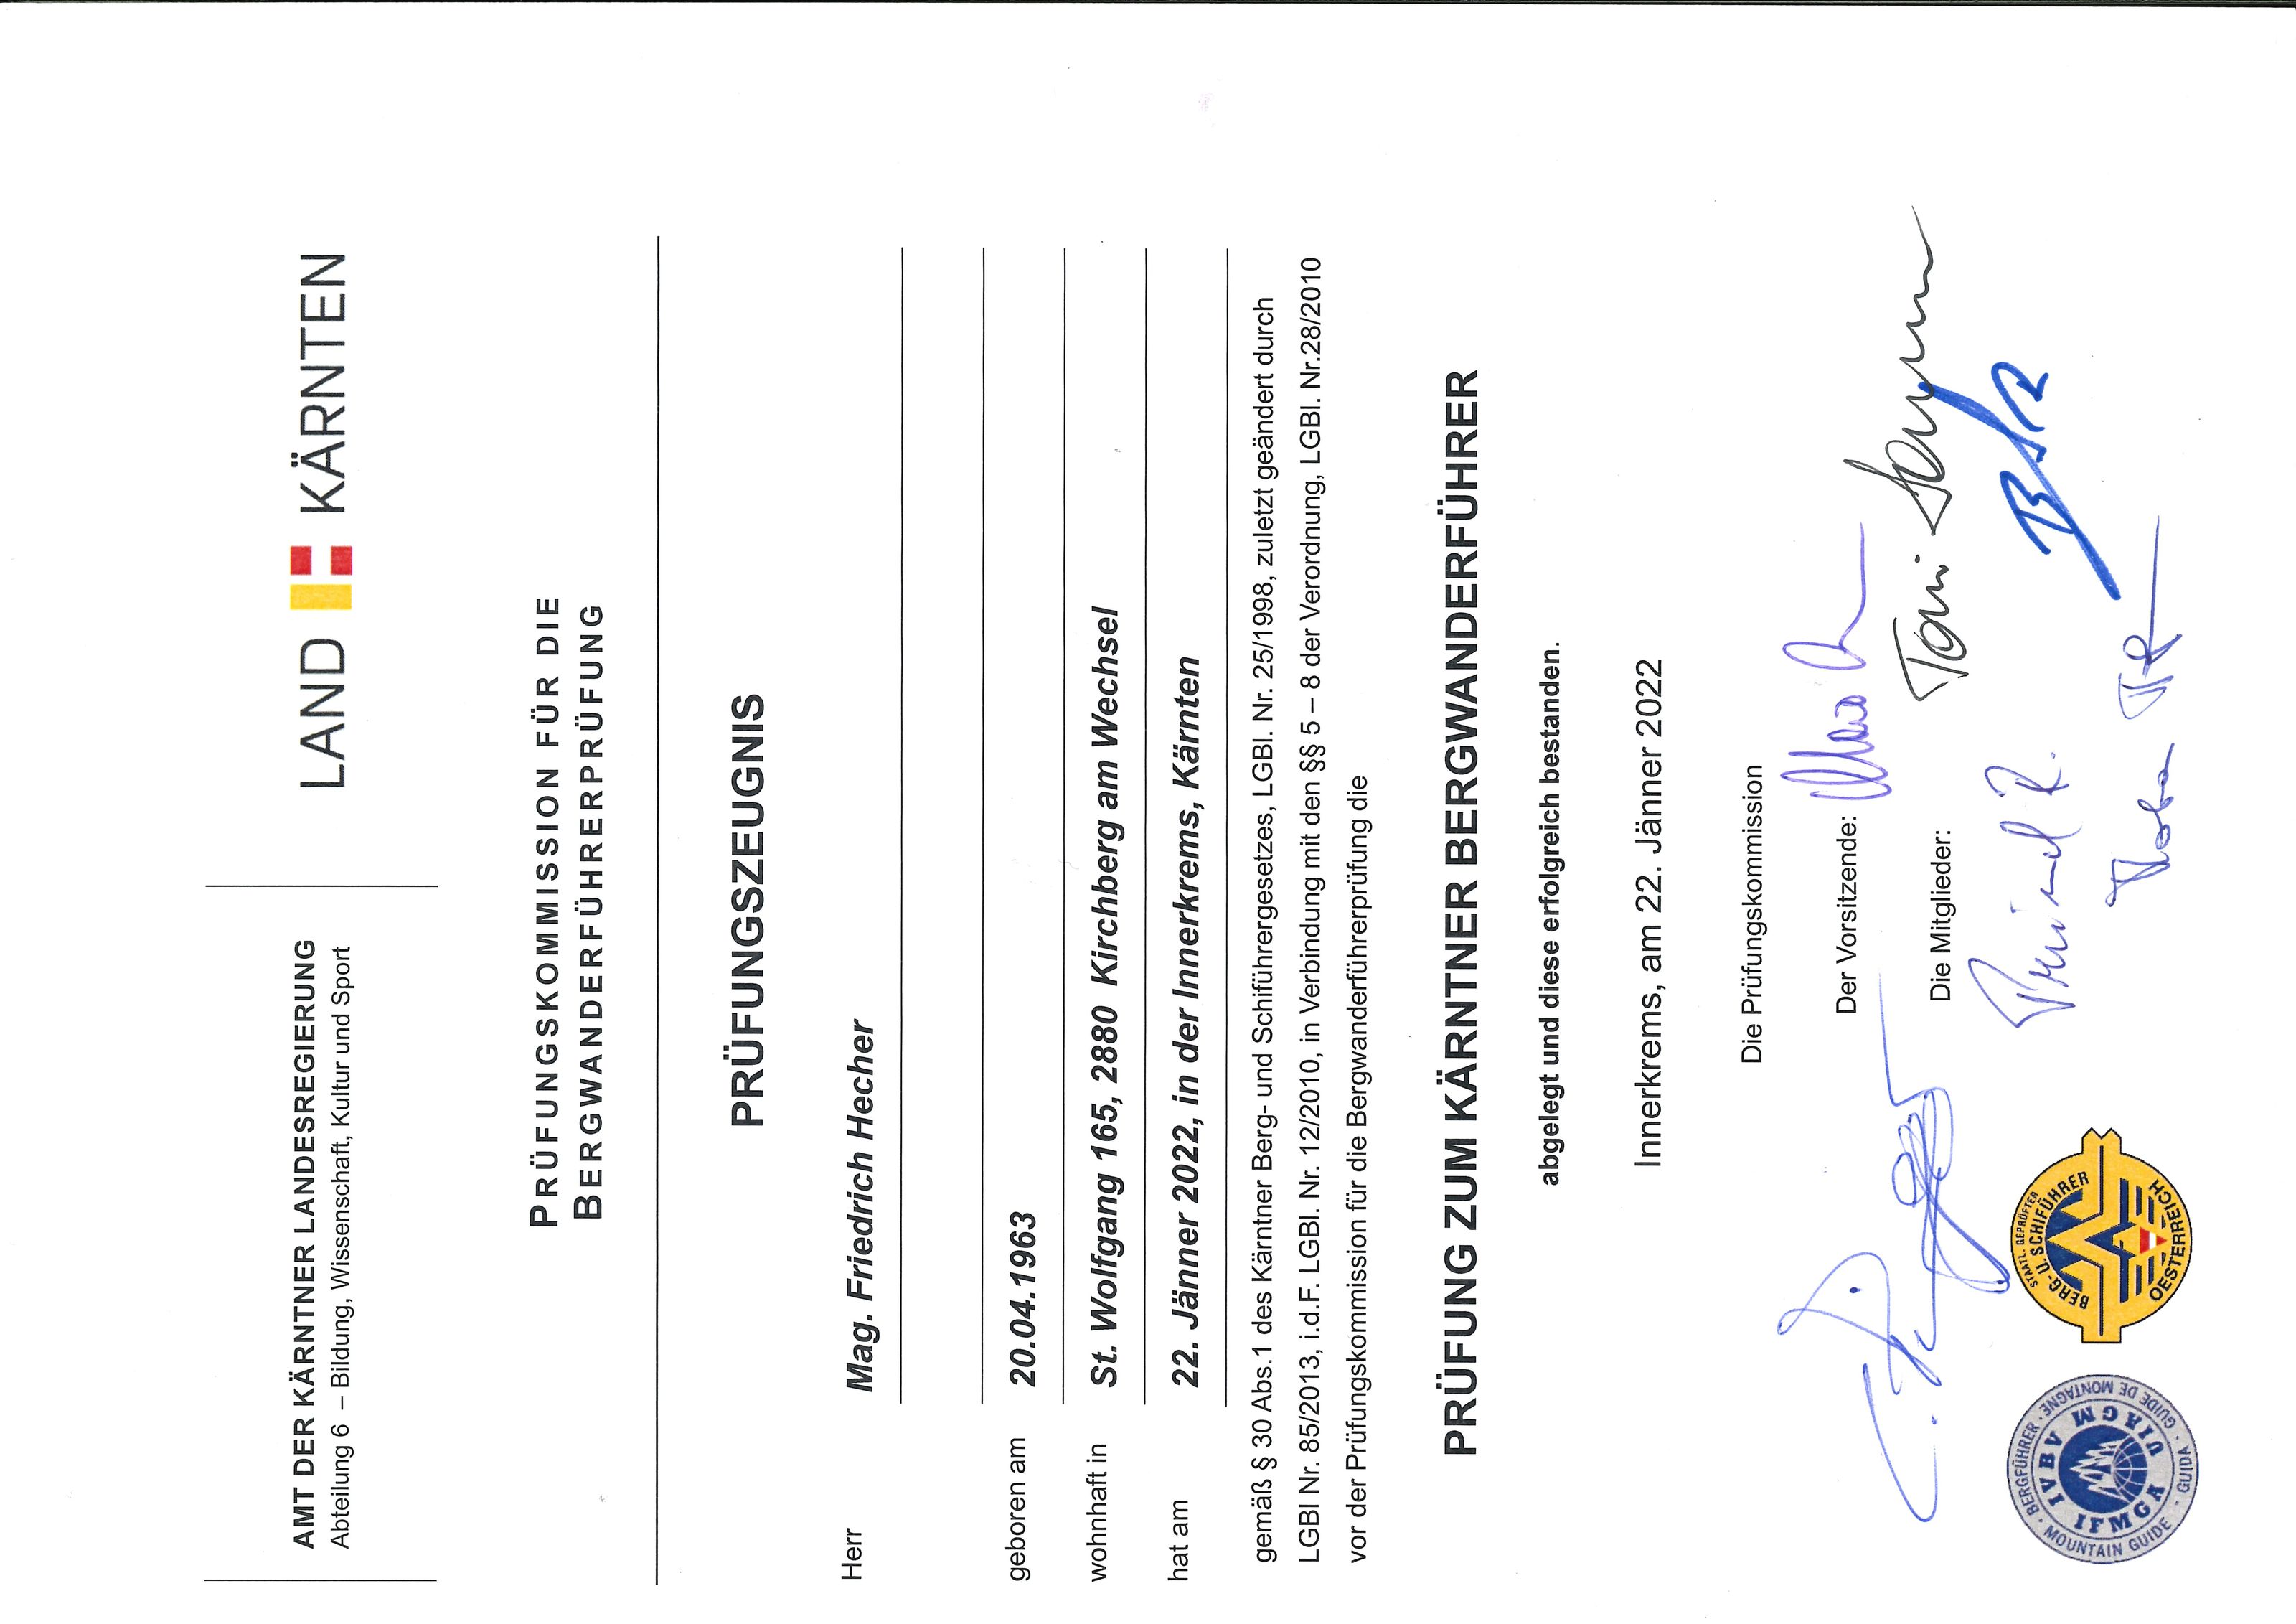 AMT DER KÄRNTNER LANDESREGIERUNG
Abteilung 6 – Bildung, Wissenschaft, Kultur und Sport
LAND KÄRNTEN
PRÜFUNGSKOMMISSION FÜR DIE
BERGWANDERFÜHRERPRÜFUNG
PRÜFUNGSZEUGNIS
Herr Mag. Friedrich Hecher
geboren am 20.04.1963
wohnhaft in St. Wolfgang 165, 2880 Kirchberg am Wechsel
hat am 22. Jänner 2022, in der Innerkrems, Kärnten
gemäß § 30 Abs.1 des Kärntner Berg- und Schiführergesetzes, LGBl. Nr. 25/1998, zuletzt geändert durch
LGBl Nr. 85/2013, i.d.F. LGBl. Nr. 12/2010, in Verbindung mit den §§ 5 – 8 der Verordnung, LGBl. Nr.28/2010
vor der Prüfungskommission für die Bergwanderführerprüfung die
PRÜFUNG ZUM KÄRNTNER BERGWANDERFÜHRER
abgelegt und diese erfolgreich bestanden.
Innerkrems, am 22. Jänner 2022
Die Prüfungskommission
Der Vorsitzende:
Die Mitglieder:
Toni
BERGFÜHRER · GUIDE DE MONTAGNE · GUIDA · MOUNTAIN GUIDE ·
IVBV UIAGM IFMGA
STAATL. GEPRÜFTER
BERG- U. SCHIFÜHRER
OESTERREICH